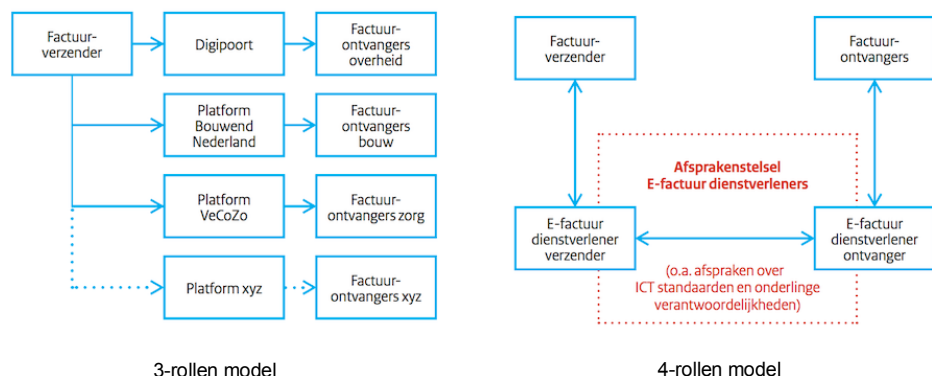 Factuur-
verzender
Digipoort
Factuur-
ontvangers
overheid
Platform
Bouwend
Nederland
Factuur-
ontvangers
bouw
Platform
VeCoZo
Factuur-
ontvangers zorg
Platform xyz
Factuur-
ontvangers xyz
3-rollen model
Factuur-
verzender
Factuur-
ontvangers
Afsprakenstelsel
E-factuur dienstverleners
E-factuur
dienstverlener
verzender
E-factuur
dienstverlener
ontvanger
(o.a. afspraken over
ICT standaarden en onderlinge
verantwoordelijkheden)
4-rollen model